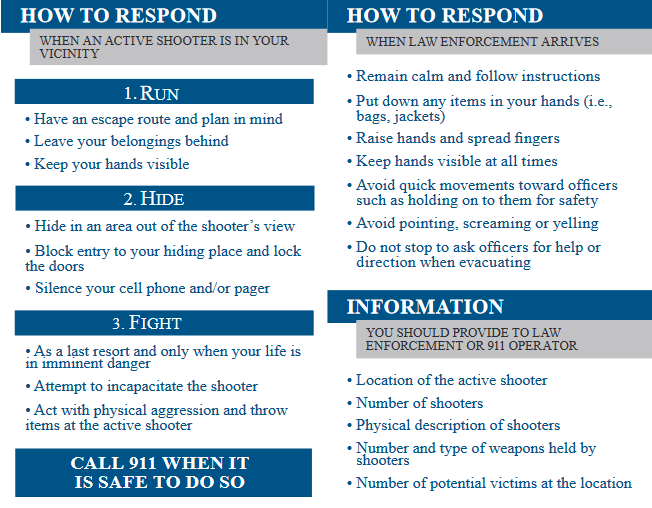 HOW TO RESPOND
WHEN AN ACTIVE SHOOTER IS IN YOUR
VICINITY
1. RUN
• Have an escape route and plan in mind
• Leave your belongings behind
• Keep your hands visible
2. HIDE
• Hide in an area out of the shooter's view
• Block entry to your hiding place and lock
the doors
• Silence your cell phone and/or pager
3. FIGHT
• As a last resort and only when your life is
in imminent danger
• Attempt to incapacitate the shooter
• Act with physical aggression and throw
items at the active shooter
CALL 911 WHEN IT
IS SAFE TO DO SO
HOW TO RESPOND
WHEN LAW ENFORCEMENT ARRIVES
• Remain calm and follow instructions
• Put down any items in your hands (i.e.,
bags, jackets)
• Raise hands and spread fingers
• Keep hands visible at all times
• Avoid quick movements toward officers
such as holding on to them for safety
• Avoid pointing, screaming or yelling
• Do not stop to ask officers for help or
direction when evacuating
INFORMATION
YOU SHOULD PROVIDE TO LAW
ENFORCEMENT OR 911 OPERATOR
• Location of the active shooter
• Number of shooters
• Physical description of shooters
• Number and type of weapons held by
shooters
• Number of potential victims at the location